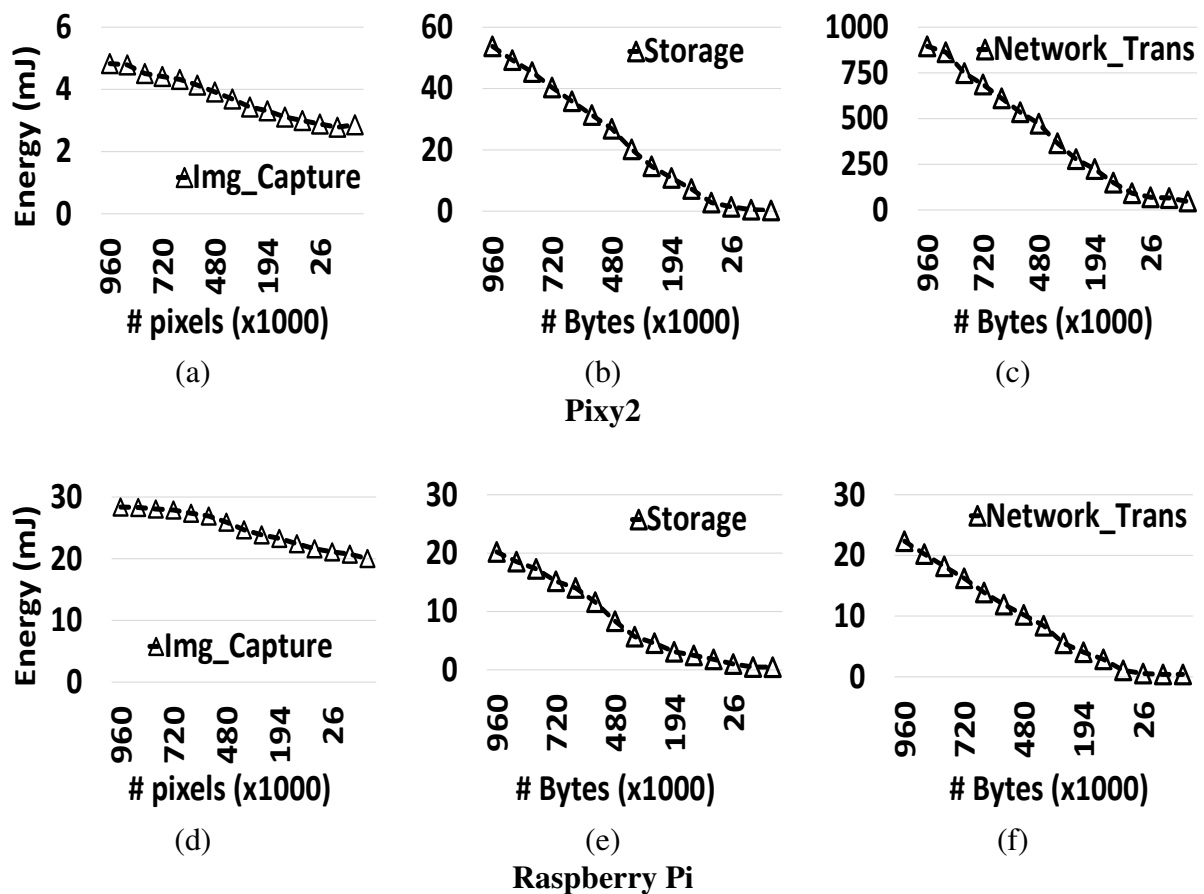 6
4
2
0
Energy (mJ)
Img_Capture
960
720
480
194
26
# pixels (x1000)
(a)
60
40
20
0
Storage
960
720
480
194
26
# Bytes (x1000)
(b)
1000
750
500
250
0
Network_Trans
960
720
480
194
26
# Bytes (x1000)
(c)
Pixy2
30
20
10
0
Energy (mJ)
Img_Capture
960
720
480
194
26
# pixels (x1000)
(d)
30
20
10
0
Storage
960
720
480
194
26
# Bytes (x1000)
(e)
30
20
10
0
Network_Trans
960
720
480
194
26
# Bytes (x1000)
(f)
Raspberry Pi